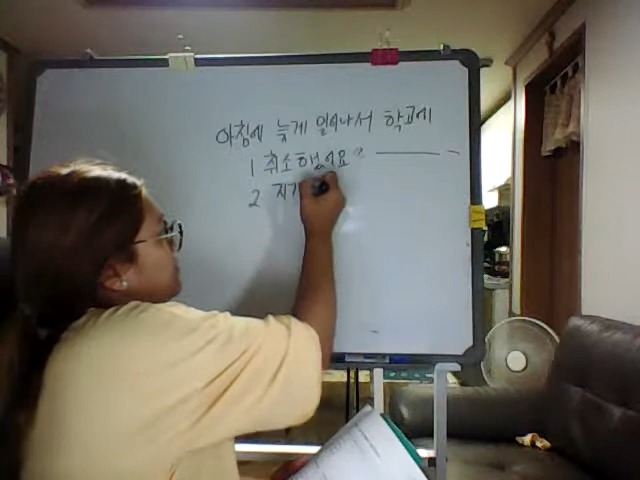 아침에 늦게 일어나서 학교에
1 취소했어요 ────
2 지